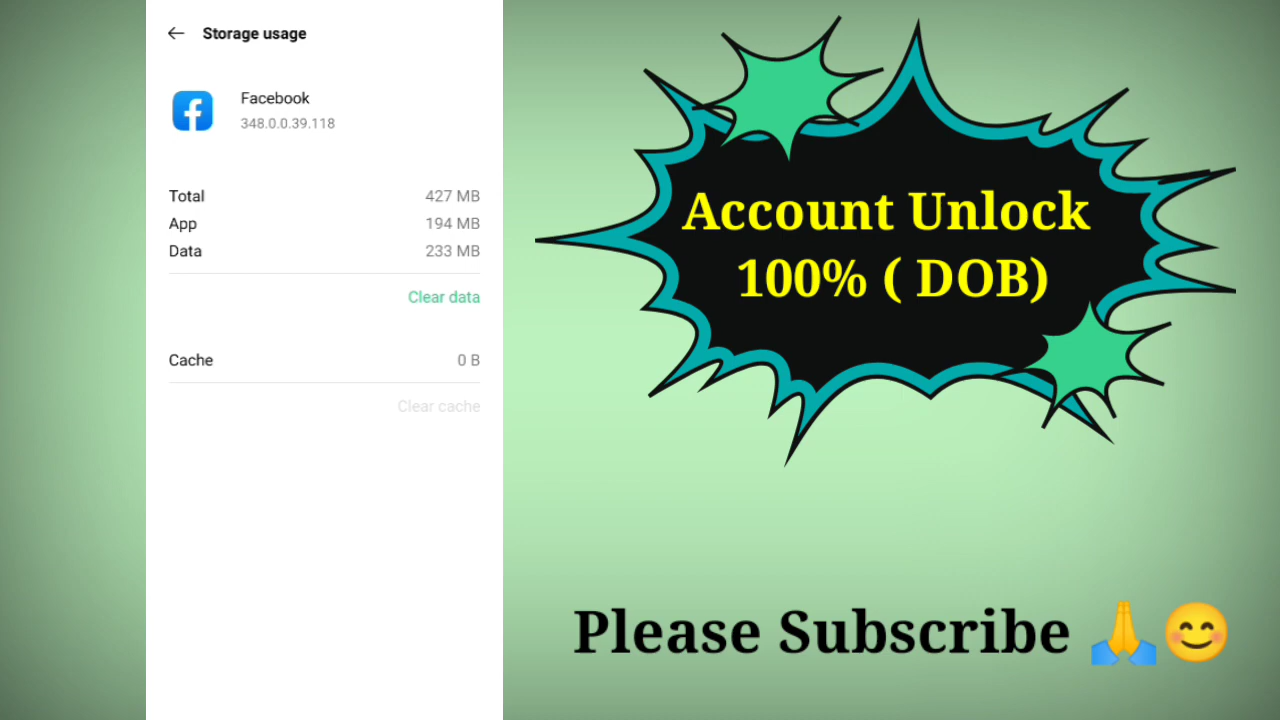 Storage usage
Facebook
348.0.0.39.118
Total 427 MB
App 194 MB
Data 233 MB
Clear data
Cache 0 B
Clear cache
Account Unlock
100% ( DOB)
Please Subscribe 🙏😊